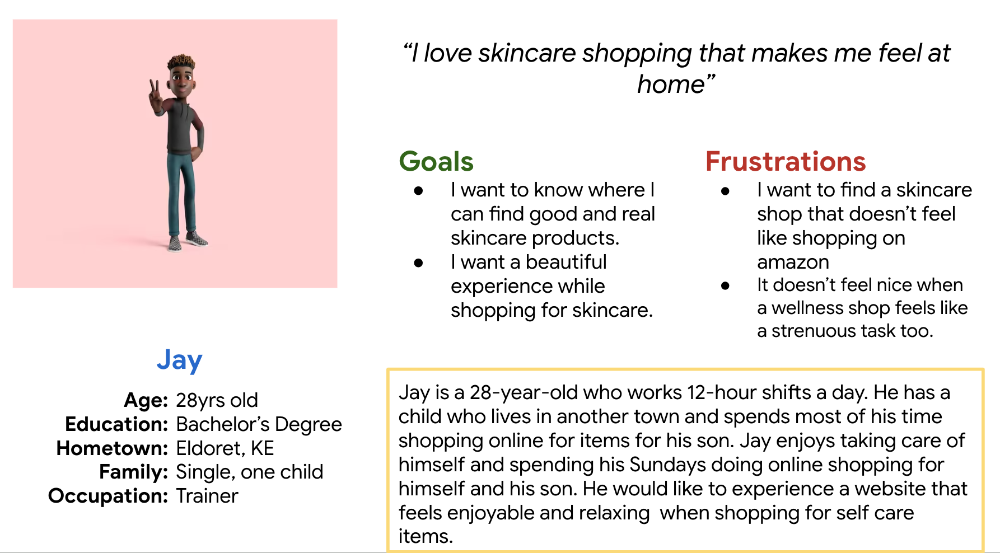 “I love skincare shopping that makes me feel at
home”
Goals
● I want to know where I
can find good and real
skincare products.
● I want a beautiful
experience while
shopping for skincare.
Frustrations
● I want to find a skincare
shop that doesn’t feel
like shopping on
amazon
● It doesn’t feel nice when
a wellness shop feels like
a strenuous task too.
Jay
Age: 28yrs old
Education: Bachelor’s Degree
Hometown: Eldoret, KE
Family: Single, one child
Occupation: Trainer
Jay is a 28-year-old who works 12-hour shifts a day. He has a
child who lives in another town and spends most of his time
shopping online for items for his son. Jay enjoys taking care of
himself and spending his Sundays doing online shopping for
himself and his son. He would like to experience a website that
feels enjoyable and relaxing  when shopping for self care
items.